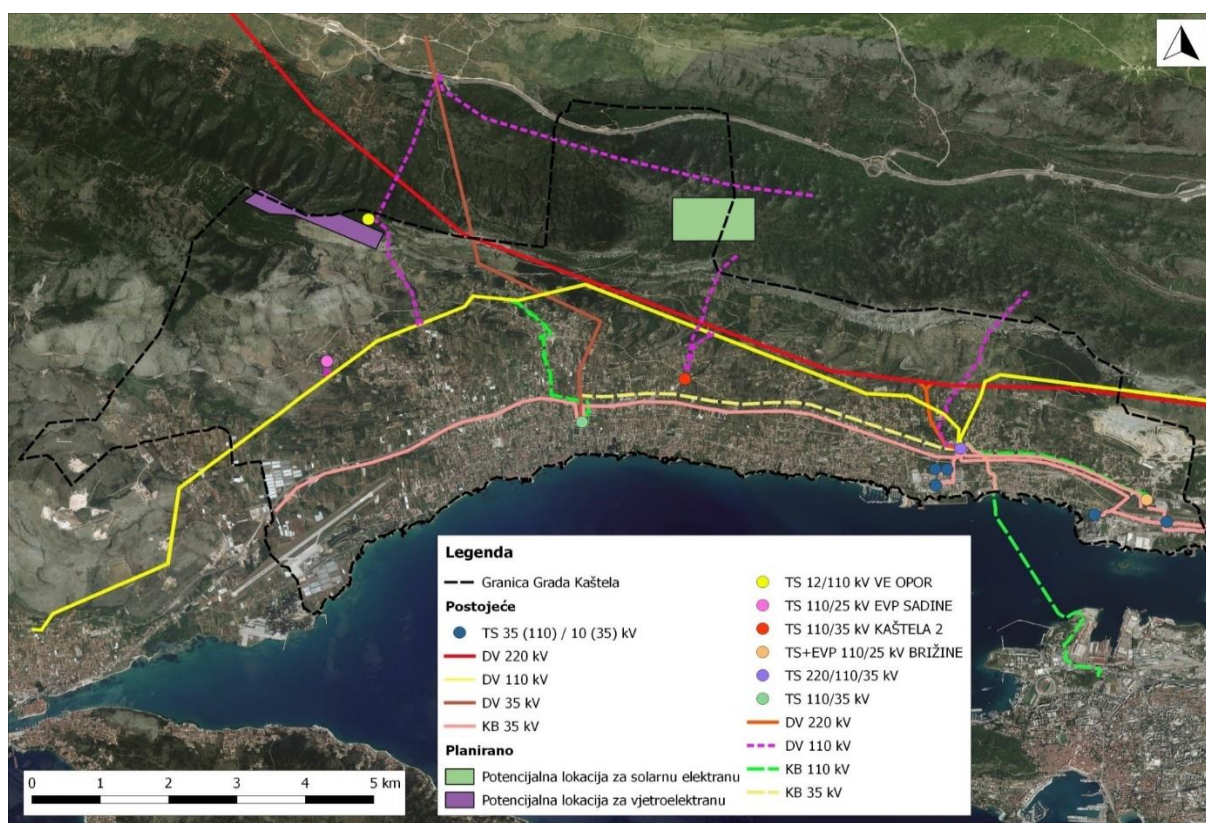 Legenda
Granica Grada Kaštela
Postojeće
TS 35 (110) / 10 (35) kV
DV 220 kV
DV 110 kV
DV 35 kV
KB 35 kV
Planirano
Potencijalna lokacija za solarnu elektranu
Potencijalna lokacija za vjetroelektranu
TS 12/110 kV VE OPOR
TS 110/25 kV EVP SADINE
TS 110/35 kV KAŠTELA 2
TS+EVP 110/25 kV BRIŽINE
TS 220/110/35 kV
TS 110/35 kV
DV 220 kV
DV 110 kV
KB 110 kV
KB 35 kV
0 1 2 3 4 5 km